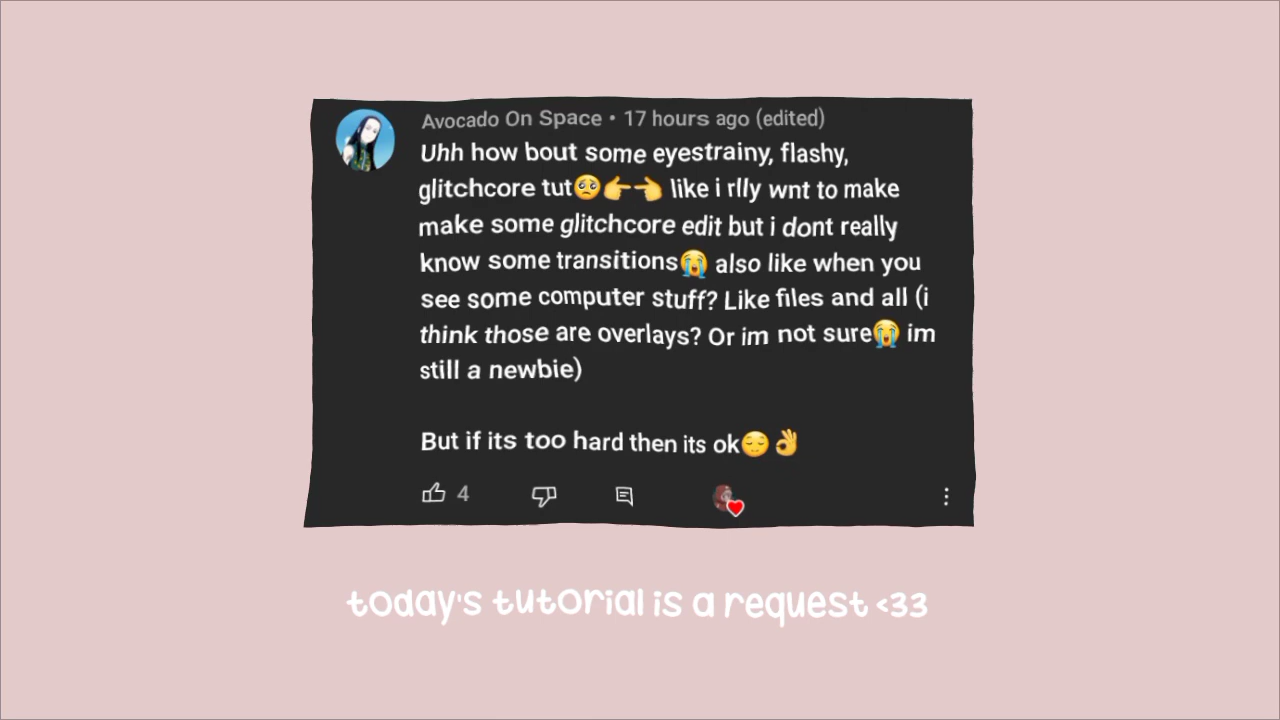 Avocado On Space • 17 hours ago (edited)
Uhh how bout some eyestrainy, flashy,
glitchcore tut🥺👉👈 like i rlly wnt to make
make some glitchcore edit but i dont really
know some transitions😭 also like when you
see some computer stuff? Like files and all (i
think those are overlays? Or im not sure😭 im
still a newbie)
But if its too hard then its ok😌👌
4
today's tutorial is a request <33